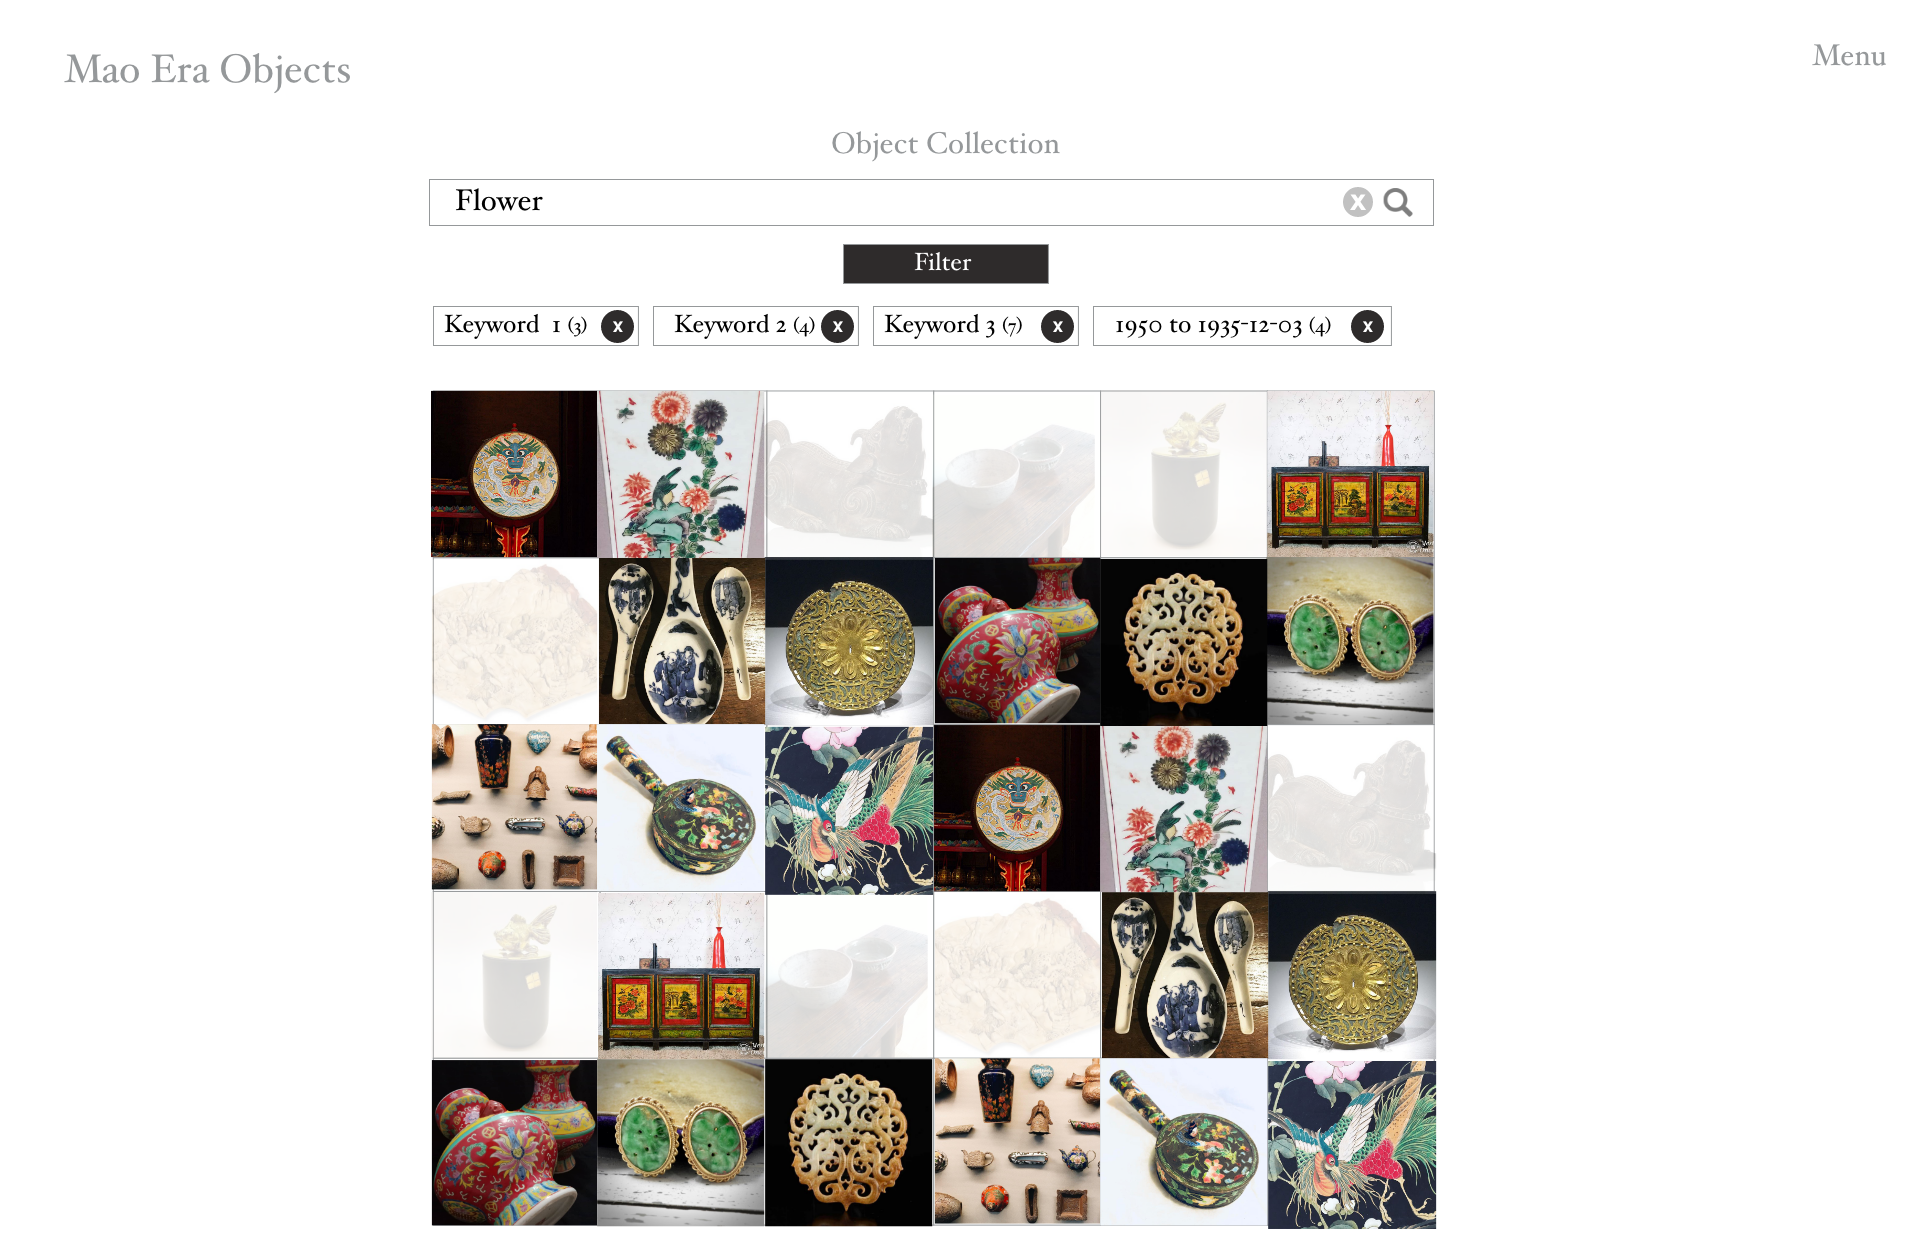 Mao Era Objects
Menu
Object Collection
Flower
X
Filter
Keyword 1 (3) X
Keyword 2 (4) X
Keyword 3 (7) X
1950 to 1935-12-03 (4) X